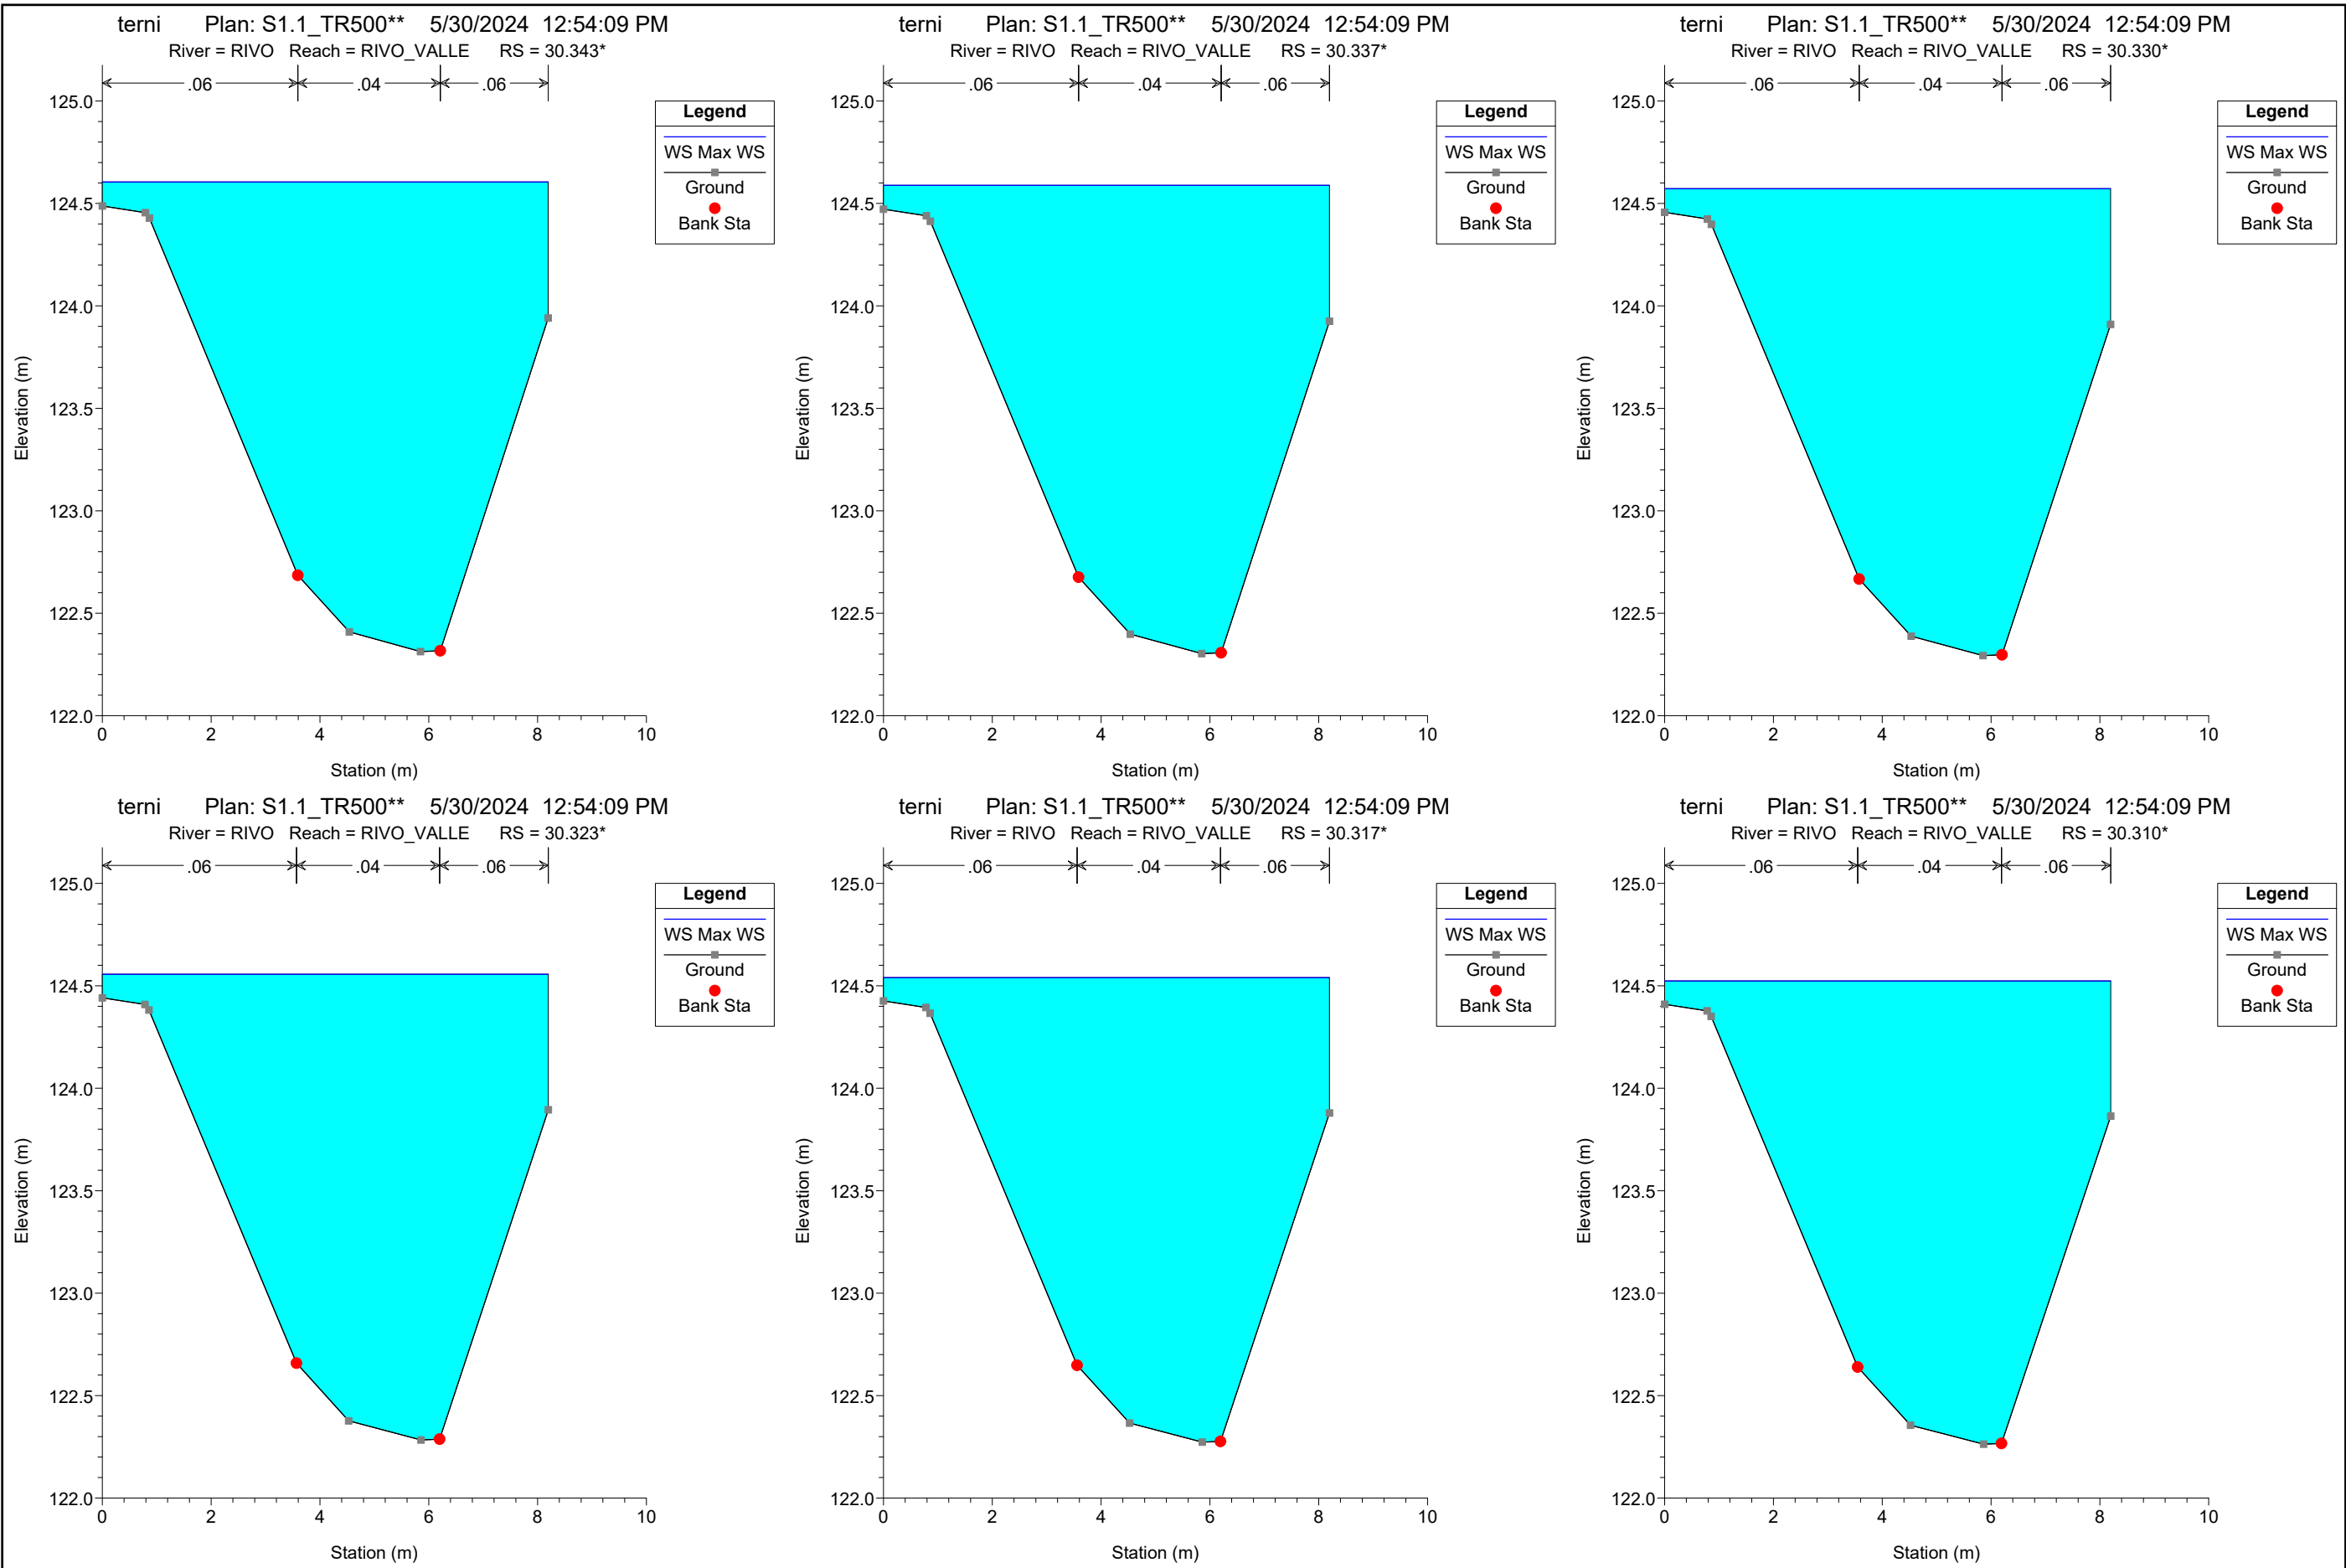 terni Plan: S1.1_TR500** 5/30/2024 12:54:09 PM
River = RIVO Reach = RIVO_VALLE RS = 30.343*
.06 .04 .06
125.0
124.5
124.0
123.5
123.0
122.5
122.0
0 2 4 6 8 10
Station (m)
Elevation (m)
Legend
WS Max WS
Ground
Bank Sta
terni Plan: S1.1_TR500** 5/30/2024 12:54:09 PM
River = RIVO Reach = RIVO_VALLE RS = 30.337*
.06 .04 .06
125.0
124.5
124.0
123.5
123.0
122.5
122.0
0 2 4 6 8 10
Station (m)
Elevation (m)
Legend
WS Max WS
Ground
Bank Sta
terni Plan: S1.1_TR500** 5/30/2024 12:54:09 PM
River = RIVO Reach = RIVO_VALLE RS = 30.330*
.06 .04 .06
125.0
124.5
124.0
123.5
123.0
122.5
122.0
0 2 4 6 8 10
Station (m)
Elevation (m)
Legend
WS Max WS
Ground
Bank Sta
terni Plan: S1.1_TR500** 5/30/2024 12:54:09 PM
River = RIVO Reach = RIVO_VALLE RS = 30.323*
.06 .04 .06
125.0
124.5
124.0
123.5
123.0
122.5
122.0
0 2 4 6 8 10
Station (m)
Elevation (m)
Legend
WS Max WS
Ground
Bank Sta
terni Plan: S1.1_TR500** 5/30/2024 12:54:09 PM
River = RIVO Reach = RIVO_VALLE RS = 30.317*
.06 .04 .06
125.0
124.5
124.0
123.5
123.0
122.5
122.0
0 2 4 6 8 10
Station (m)
Elevation (m)
Legend
WS Max WS
Ground
Bank Sta
terni Plan: S1.1_TR500** 5/30/2024 12:54:09 PM
River = RIVO Reach = RIVO_VALLE RS = 30.310*
.06 .04 .06
125.0
124.5
124.0
123.5
123.0
122.5
122.0
0 2 4 6 8 10
Station (m)
Elevation (m)
Legend
WS Max WS
Ground
Bank Sta